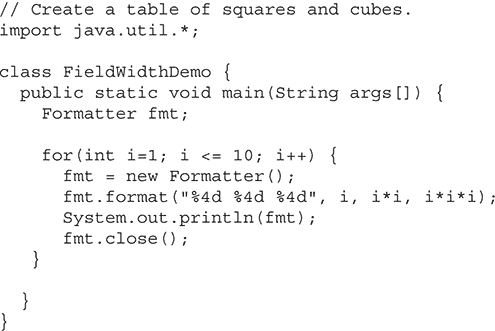 // Create a table of squares and cubes.
import java.util.*;

class FieldWidthDemo {
  public static void main(String args[]) {
    Formatter fmt;

    for(int i=1; i <= 10; i++) {
      fmt = new Formatter();
      fmt.format("%4d %4d %4d", i, i*i, i*i*i);
      System.out.println(fmt);
      fmt.close();
   }

  }
}